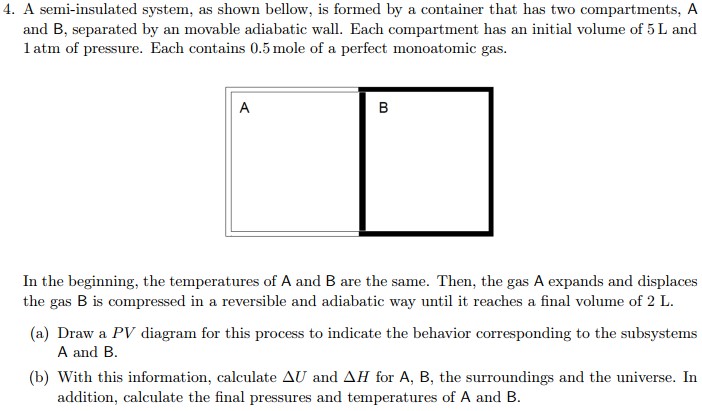 4. A semi-insulated system, as shown bellow, is formed by a container that has two compartments, A
and B, separated by an movable adiabatic wall. Each compartment has an initial volume of 5 L and
1 atm of pressure. Each contains 0.5 mole of a perfect monoatomic gas.
A
B
In the beginning, the temperatures of A and B are the same. Then, the gas A expands and displaces
the gas B is compressed in a reversible and adiabatic way until it reaches a final volume of 2 L.
(a) Draw a PV diagram for this process to indicate the behavior corresponding to the subsystems
A and B.
(b) With this information, calculate ΔU and ΔH for A, B, the surroundings and the universe. In
addition, calculate the final pressures and temperatures of A and B.